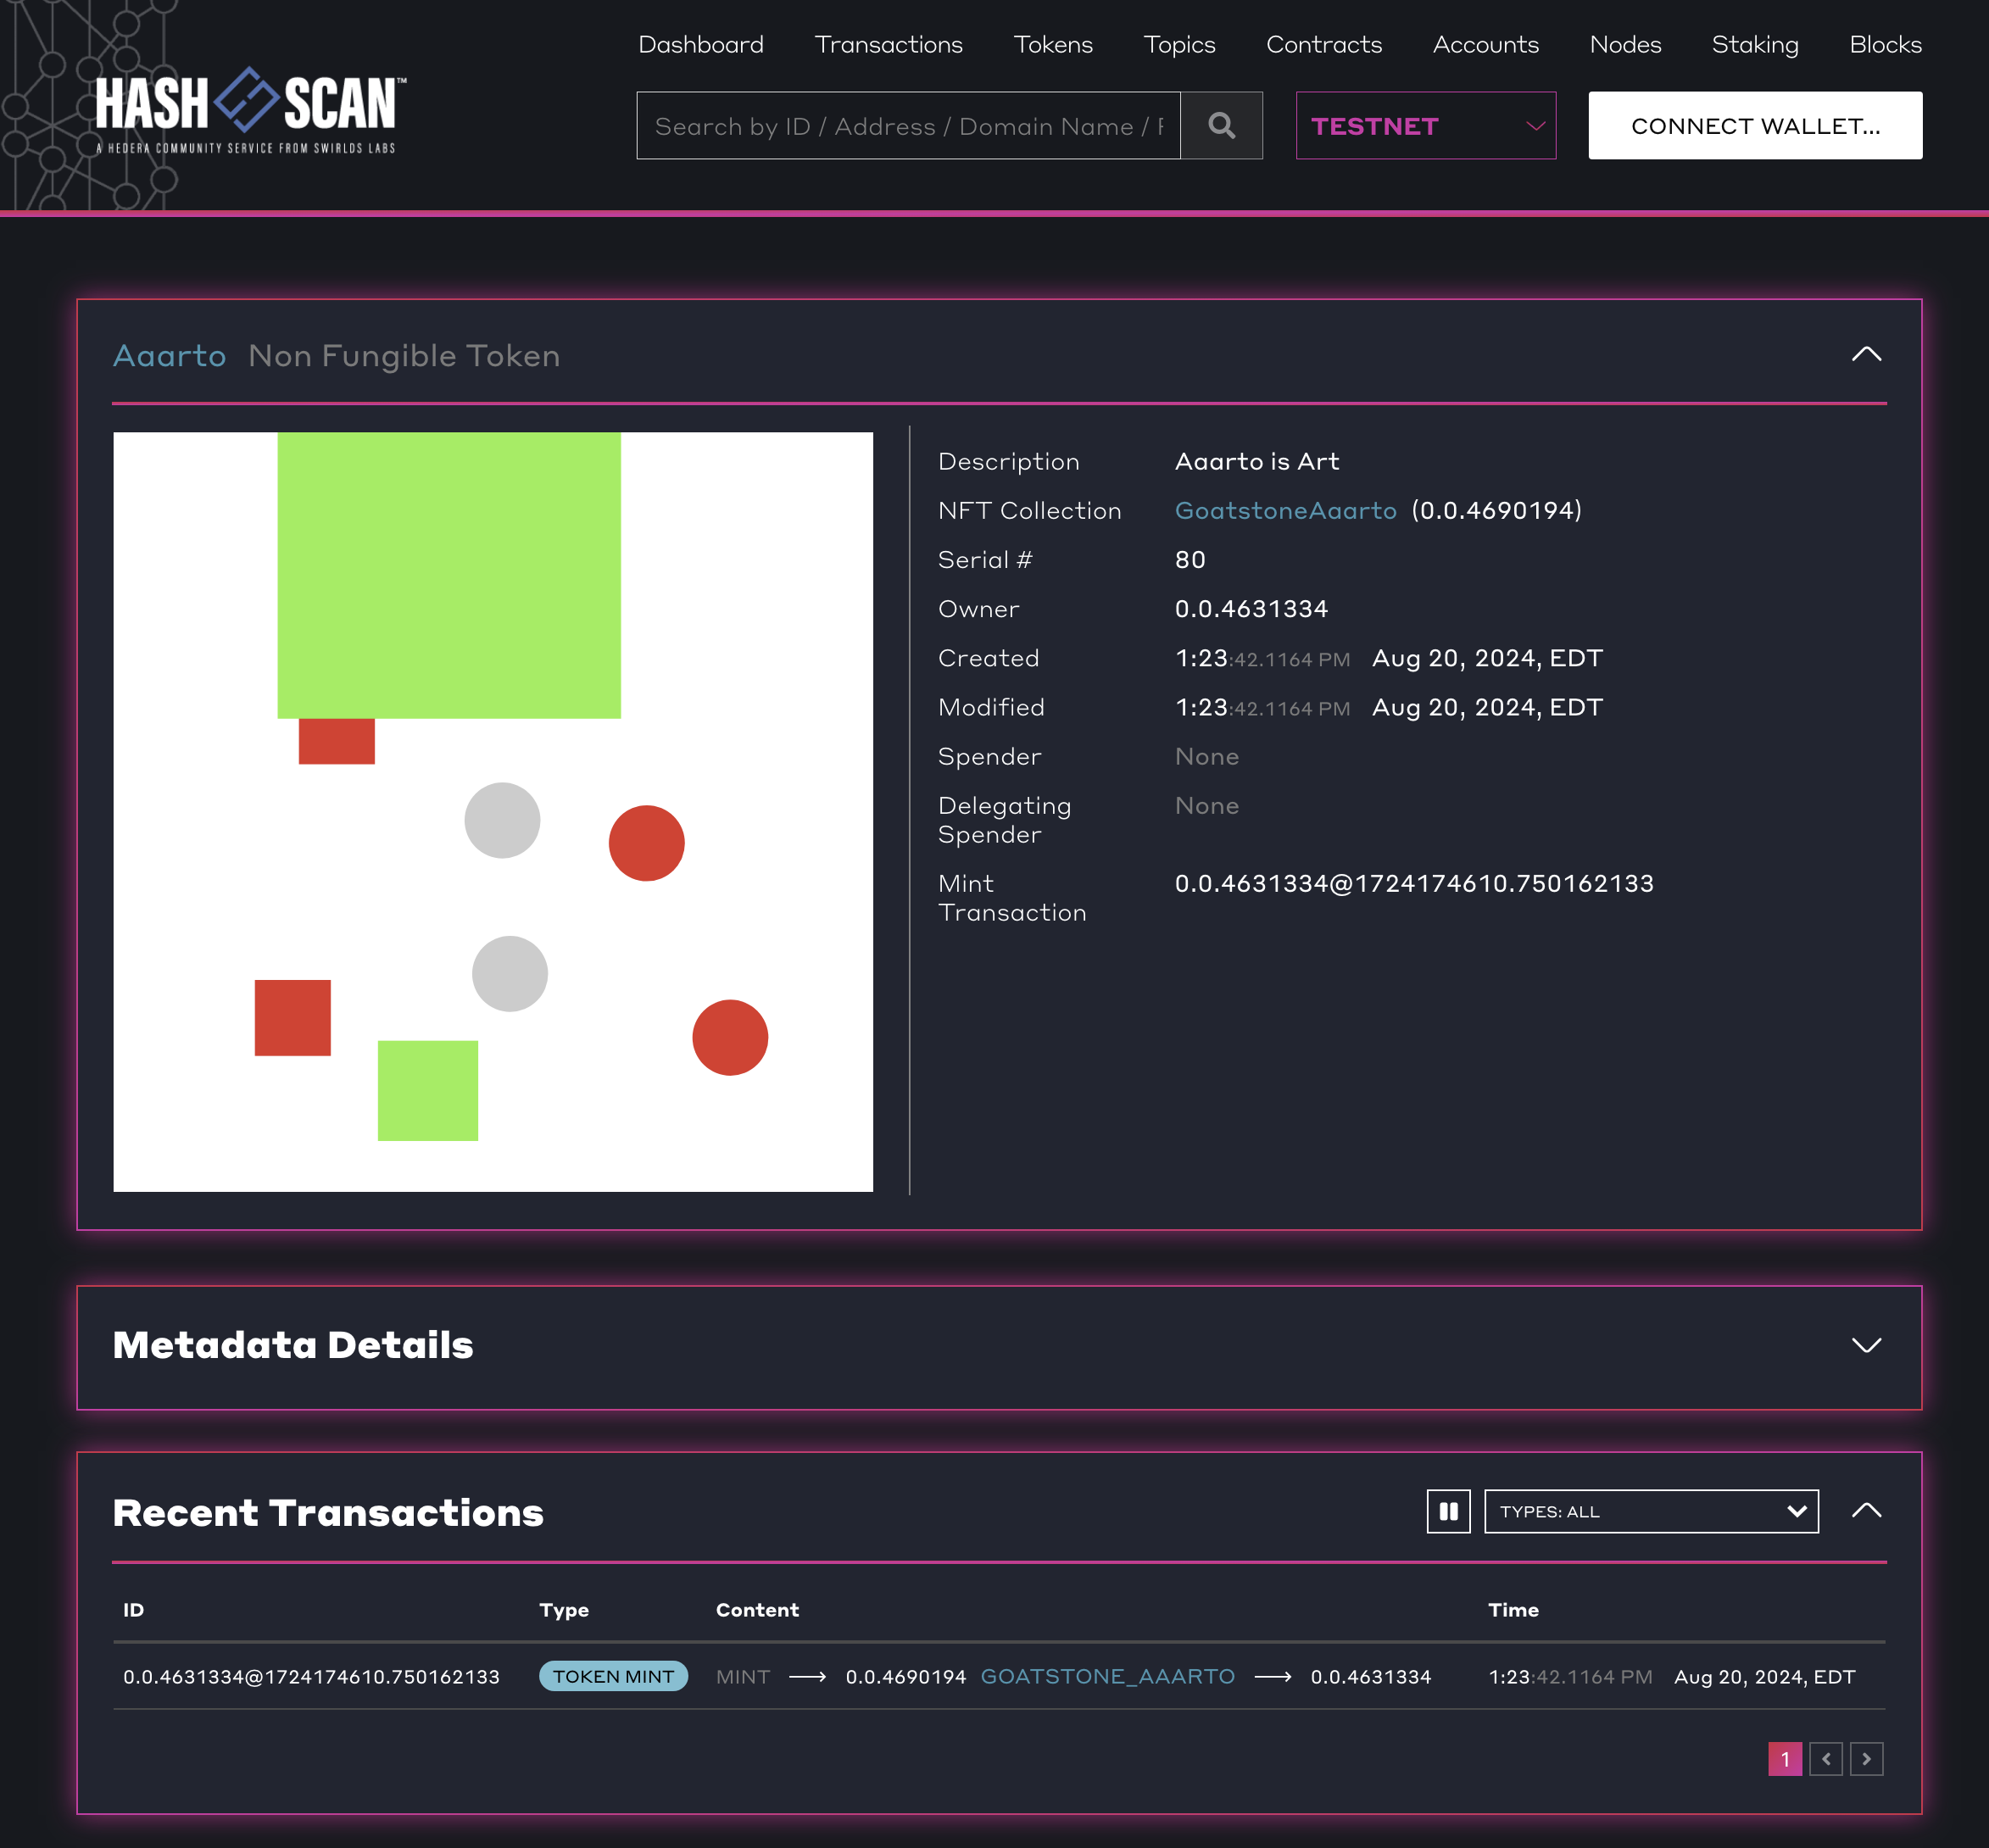 Dashboard Transactions Tokens Topics Contracts Accounts Nodes Staking Blocks
HASH SCAN™
A HEDERA COMMUNITY SERVICE FROM SWIRLDS LABS
Search by ID / Address / Domain Name /
TESTNET
CONNECT WALLET...
Aaarto Non Fungible Token
Description Aaarto is Art
NFT Collection GoatstoneAaarto (0.0.4690194)
Serial # 80
Owner 0.0.4631334
Created 1:23:42.1164 PM Aug 20, 2024, EDT
Modified 1:23:42.1164 PM Aug 20, 2024, EDT
Spender None
Delegating Spender None
Mint Transaction 0.0.4631334@1724174610.750162133
Metadata Details
Recent Transactions
TYPES: ALL
ID Type Content Time
0.0.4631334@1724174610.750162133 TOKEN MINT MINT ⟶ 0.0.4690194 GOATSTONE_AAARTO ⟶ 0.0.4631334 1:23:42.1164 PM Aug 20, 2024, EDT
1